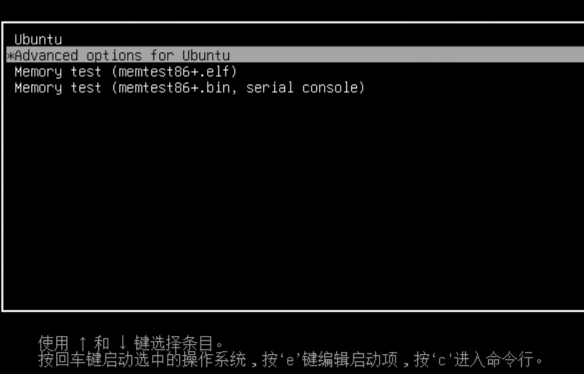 Ubuntu
*Advanced options for Ubuntu
Memory test (memtest86+.elf)
Memory test (memtest86+.bin, serial console)
使用 ↑ 和 ↓ 键选择条目。
按回车键启动选中的操作系统，按‘e’键编辑启动项，按‘c'进入命令行。